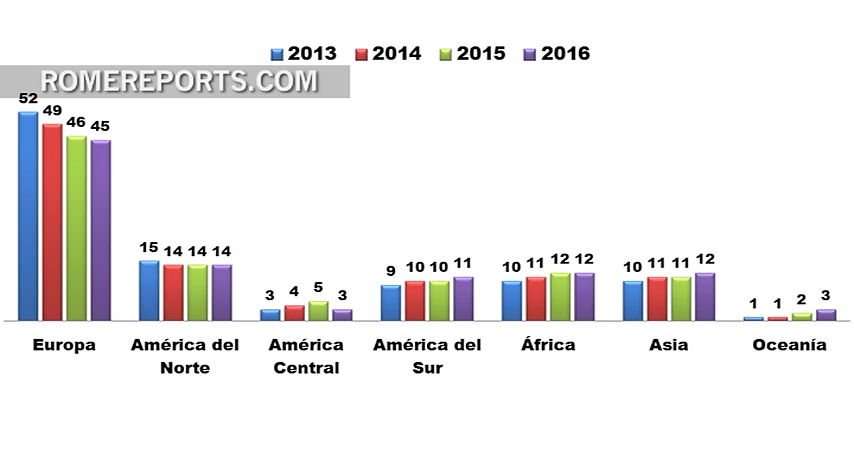 2013 2014 2015 2016
ROMEREPORTS.COM
52 49 46 45
15 14 14 14
3 4 5 3
9 10 10 11
10 11 12 12
10 11 11 12
1 1 2 3
Europa
América del
Norte
América
Central
América del
Sur
África
Asia
Oceanía